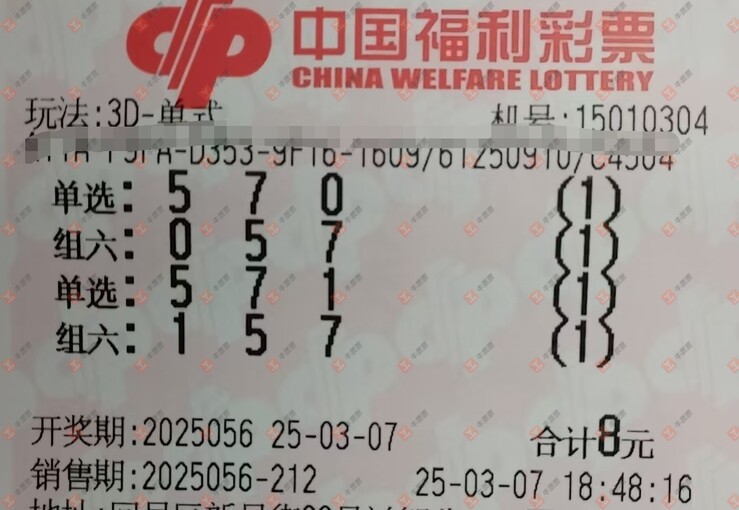 中国福利彩票
CHINA WELFARE LOTTERY
玩法:3D-单式 机号:15010304
单选: 5 7 0 (1)
组六: 0 5 7 (1)
单选: 5 7 1 (1)
组六: 1 5 7 (1)
开奖期:2025056 25-03-07 合计8元
销售期:2025056-212 25-03-07 18:48:16